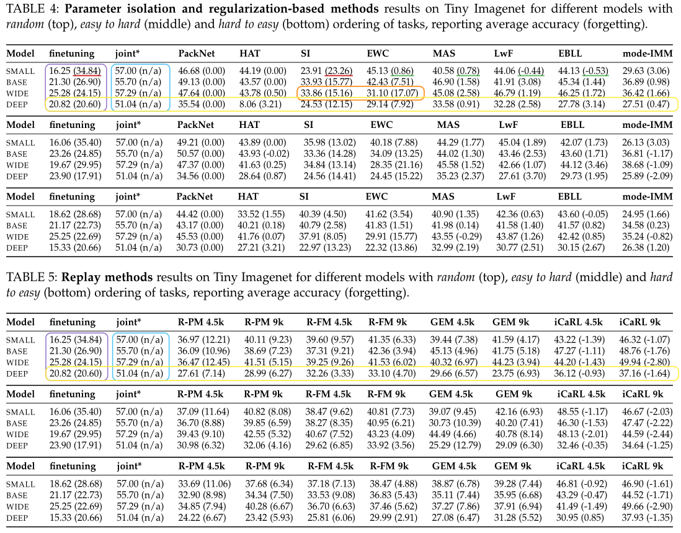 TABLE 4: Parameter isolation and regularization-based methods results on Tiny Imagenet for different models with
random (top), easy to hard (middle) and hard to easy (bottom) ordering of tasks, reporting average accuracy (forgetting).
Model finetuning joint* PackNet HAT SI EWC MAS LwF EBLL mode-IMM
SMALL 16.25 (34.84) 57.00 (n/a) 46.68 (0.00) 44.19 (0.00) 23.91 (23.26) 45.13 (0.86) 40.58 (0.78) 44.06 (-0.44) 44.13 (-0.53) 29.63 (3.06)
BASE 21.30 (26.90) 55.70 (n/a) 49.13 (0.00) 43.57 (0.00) 33.93 (15.77) 42.43 (7.51) 46.90 (1.58) 41.91 (3.08) 45.34 (1.44) 36.89 (0.98)
WIDE 25.28 (24.15) 57.29 (n/a) 47.64 (0.00) 43.78 (0.50) 33.86 (15.16) 31.10 (17.07) 45.08 (2.58) 46.79 (1.19) 46.25 (1.72) 36.42 (1.66)
DEEP 20.82 (20.60) 51.04 (n/a) 35.54 (0.00) 8.06 (3.21) 24.53 (12.15) 29.14 (7.92) 33.58 (0.91) 32.28 (2.58) 27.78 (3.14) 27.51 (0.47)
Model finetuning joint* PackNet HAT SI EWC MAS LwF EBLL mode-IMM
SMALL 16.06 (35.40) 57.00 (n/a) 49.21 (0.00) 43.89 (0.00) 35.98 (13.02) 40.18 (7.88) 44.29 (1.77) 45.04 (1.89) 42.07 (1.73) 26.13 (3.03)
BASE 23.26 (24.85) 55.70 (n/a) 50.57 (0.00) 43.93 (-0.02) 33.36 (14.28) 34.09 (13.25) 44.02 (1.30) 43.46 (2.53) 43.60 (1.71) 36.81 (-1.17)
WIDE 19.67 (29.95) 57.29 (n/a) 47.37 (0.00) 41.63 (0.25) 34.84 (13.14) 28.35 (21.16) 45.58 (1.52) 42.66 (1.07) 44.12 (3.46) 38.68 (-1.09)
DEEP 23.90 (17.91) 51.04 (n/a) 34.56 (0.00) 28.64 (0.87) 24.56 (14.41) 24.45 (15.22) 35.23 (2.37) 27.61 (3.70) 29.73 (1.95) 25.89 (-2.09)
Model finetuning joint* PackNet HAT SI EWC MAS LwF EBLL mode-IMM
SMALL 18.62 (28.68) 57.00 (n/a) 44.42 (0.00) 33.52 (1.55) 40.39 (4.50) 41.62 (3.54) 40.90 (1.35) 42.36 (0.63) 43.60 (-0.05) 24.95 (1.66)
BASE 21.17 (22.73) 55.70 (n/a) 43.17 (0.00) 40.21 (0.18) 40.79 (2.58) 41.83 (1.51) 41.98 (0.14) 41.58 (1.40) 41.57 (0.82) 34.58 (0.23)
WIDE 25.25 (22.69) 57.29 (n/a) 45.53 (0.00) 41.76 (0.07) 37.91 (8.05) 29.91 (15.77) 43.55 (-0.29) 43.87 (1.26) 42.42 (0.85) 35.24 (-0.82)
DEEP 15.33 (20.66) 51.04 (n/a) 30.73 (0.00) 27.21 (3.21) 22.97 (13.23) 22.32 (13.86) 32.99 (2.19) 30.77 (2.51) 30.15 (2.67) 26.38 (1.20)
TABLE 5: Replay methods results on Tiny Imagenet for different models with random (top), easy to hard (middle) and hard
to easy (bottom) ordering of tasks, reporting average accuracy (forgetting).
Model finetuning joint* R-PM 4.5k R-PM 9k R-FM 4.5k R-FM 9k GEM 4.5k GEM 9k iCaRL 4.5k iCaRL 9k
SMALL 16.25 (34.84) 57.00 (n/a) 36.97 (12.21) 40.11 (9.23) 39.60 (9.57) 41.35 (6.33) 39.44 (7.38) 41.59 (4.17) 43.22 (-1.39) 46.32 (-1.07)
BASE 21.30 (26.90) 55.70 (n/a) 36.09 (10.96) 38.69 (7.23) 37.31 (9.21) 42.36 (3.94) 45.13 (4.96) 41.75 (5.18) 47.27 (-1.11) 48.76 (-1.76)
WIDE 25.28 (24.15) 57.29 (n/a) 36.47 (12.45) 41.51 (5.15) 39.25 (9.26) 41.53 (6.02) 40.32 (6.97) 44.23 (3.94) 44.20 (-1.43) 49.94 (-2.80)
DEEP 20.82 (20.60) 51.04 (n/a) 27.61 (7.14) 28.99 (6.27) 32.26 (3.33) 33.10 (4.70) 29.66 (6.57) 23.75 (6.93) 36.12 (-0.93) 37.16 (-1.64)
Model finetuning joint* R-PM 4.5k R-PM 9k R-FM 4.5k R-FM 9k GEM 4.5k GEM 9k iCaRL 4.5k iCaRL 9k
SMALL 16.06 (35.40) 57.00 (n/a) 37.09 (11.64) 40.82 (8.08) 38.47 (9.62) 40.81 (7.73) 39.07 (9.45) 42.16 (6.93) 48.55 (-1.17) 46.67 (-2.03)
BASE 23.26 (24.85) 55.70 (n/a) 36.70 (8.88) 39.85 (6.59) 38.27 (8.35) 40.95 (6.21) 30.73 (10.39) 40.20 (7.41) 46.30 (-1.53) 47.47 (-2.22)
WIDE 19.67 (29.95) 57.29 (n/a) 39.43 (9.10) 42.55 (5.32) 40.67 (7.52) 43.23 (4.09) 44.49 (4.66) 40.78 (8.14) 48.13 (-2.01) 44.59 (-2.44)
DEEP 23.90 (17.91) 51.04 (n/a) 30.98 (6.32) 32.06 (4.16) 29.62 (6.85) 33.92 (3.56) 25.29 (12.79) 29.09 (6.30) 32.46 (-0.35) 34.64 (-1.25)
Model finetuning joint* R-PM 4.5k R-PM 9k R-FM 4.5k R-FM 9k GEM 4.5k GEM 9k iCaRL 4.5k iCaRL 9k
SMALL 18.62 (28.68) 57.00 (n/a) 33.69 (11.06) 37.68 (6.34) 37.18 (7.13) 38.47 (4.88) 38.87 (6.78) 39.28 (7.44) 46.81 (-0.92) 46.90 (-1.61)
BASE 21.17 (22.73) 55.70 (n/a) 32.90 (8.98) 34.34 (7.50) 33.53 (9.08) 36.83 (5.43) 35.11 (7.44) 35.95 (6.68) 43.29 (-0.47) 44.52 (-1.71)
WIDE 25.25 (22.69) 57.29 (n/a) 34.85 (7.94) 40.28 (6.67) 36.70 (6.63) 37.46 (5.62) 37.27 (7.86) 37.91 (6.94) 41.49 (-1.49) 49.66 (-2.90)
DEEP 15.33 (20.66) 51.04 (n/a) 24.22 (6.67) 23.42 (5.93) 25.81 (6.06) 29.99 (2.91) 27.08 (6.47) 31.28 (5.52) 30.95 (0.85) 37.93 (-1.35)